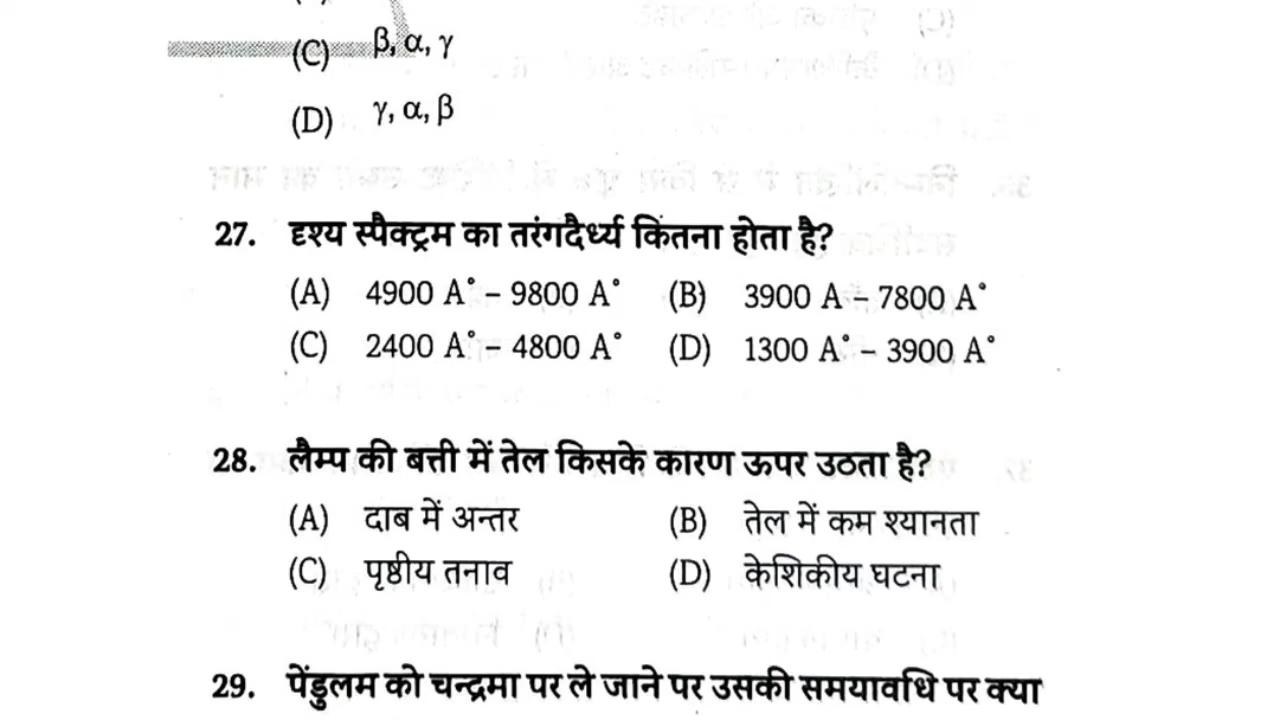 (C) β, α, γ
(D) γ, α, β
27. दृश्य स्पैक्ट्रम का तरंगदैर्ध्य कितना होता है?
(A) 4900 A° – 9800 A° (B) 3900 A – 7800 A°
(C) 2400 A° – 4800 A° (D) 1300 A° – 3900 A°
28. लैम्प की बत्ती में तेल किसके कारण ऊपर उठता है?
(A) दाब में अन्तर (B) तेल में कम श्यानता
(C) पृष्ठीय तनाव (D) केशिकीय घटना
29. पेंडुलम को चन्द्रमा पर ले जाने पर उसकी समयावधि पर क्या